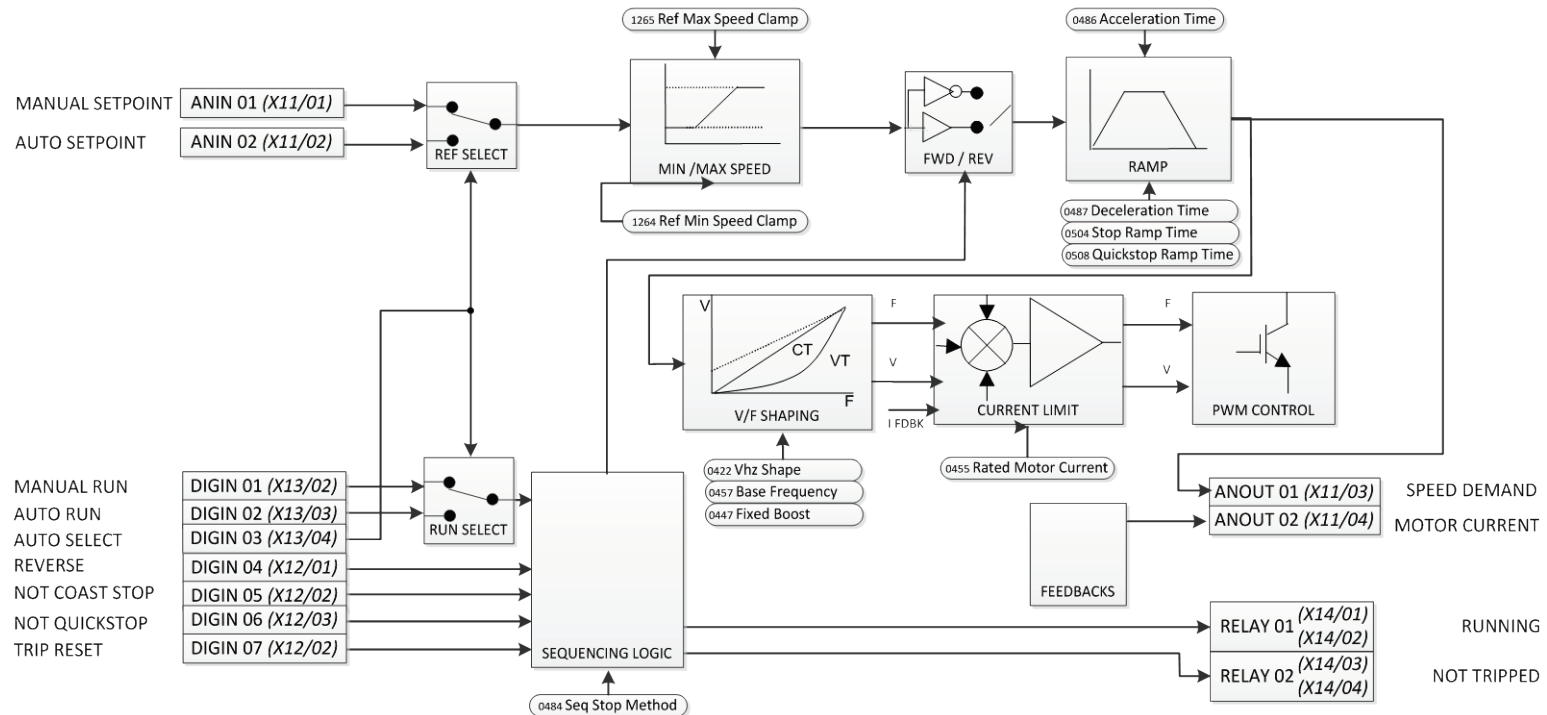 1265 Ref Max Speed Clamp
0486 Acceleration Time
MANUAL SETPOINT
ANIN 01 (X11/01)
AUTO SETPOINT
ANIN 02 (X11/02)
REF SELECT
MIN /MAX SPEED
FWD / REV
RAMP
1264 Ref Min Speed Clamp
0487 Deceleration Time
0504 Stop Ramp Time
0508 Quickstop Ramp Time
V
CT
VT
F
V/F SHAPING
F
V
I FDBK
CURRENT LIMIT
F
V
PWM CONTROL
0422 Vhz Shape
0457 Base Frequency
0447 Fixed Boost
0455 Rated Motor Current
MANUAL RUN
DIGIN 01 (X13/02)
AUTO RUN
DIGIN 02 (X13/03)
AUTO SELECT
DIGIN 03 (X13/04)
REVERSE
DIGIN 04 (X12/01)
NOT COAST STOP
DIGIN 05 (X12/02)
NOT QUICKSTOP
DIGIN 06 (X12/03)
TRIP RESET
DIGIN 07 (X12/02)
RUN SELECT
SEQUENCING LOGIC
0484 Seq Stop Method
FEEDBACKS
ANOUT 01 (X11/03)
SPEED DEMAND
ANOUT 02 (X11/04)
MOTOR CURRENT
RELAY 01 (X14/01)
(X14/02)
RUNNING
RELAY 02 (X14/03)
(X14/04)
NOT TRIPPED